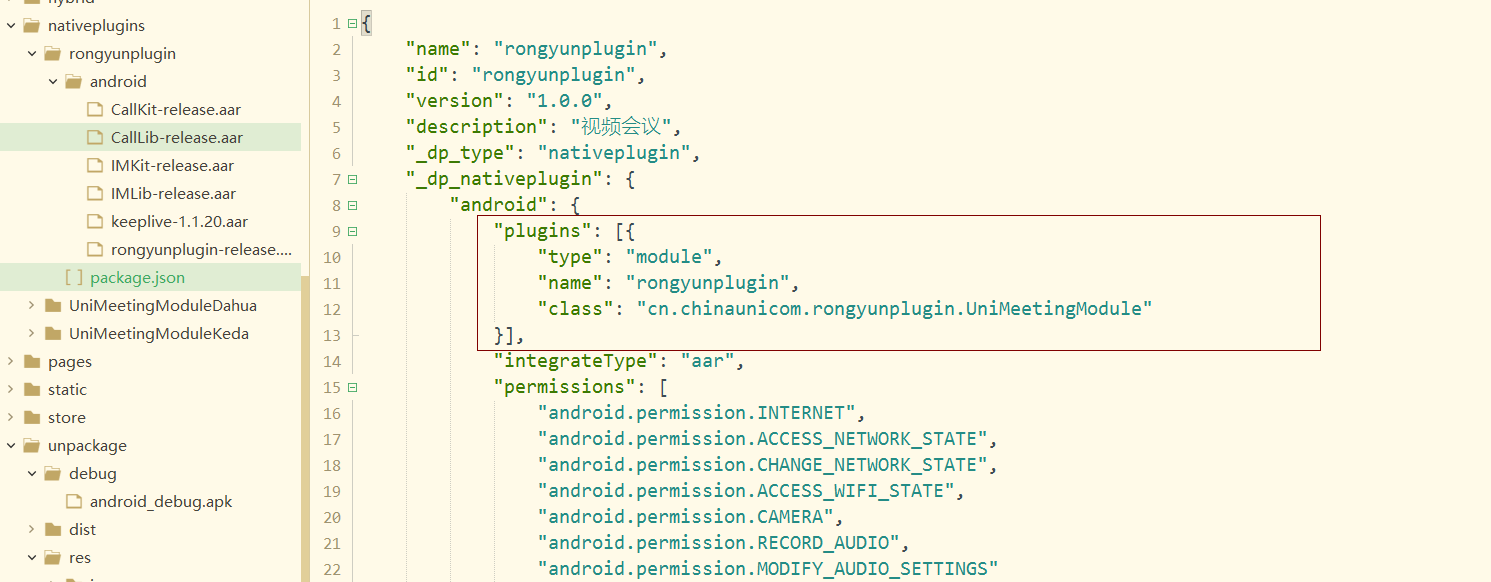 nativeplugins
rongyunplugin
android
CallKit-release.aar
CallLib-release.aar
IMKit-release.aar
IMLib-release.aar
keeplive-1.1.20.aar
rongyunplugin-release....
[ ] package.json
UniMeetingModuleDahua
UniMeetingModuleKeda
pages
static
store
unpackage
debug
android_debug.apk
dist
res
1 {
2 "name": "rongyunplugin",
3 "id": "rongyunplugin",
4 "version": "1.0.0",
5 "description": "视频会议",
6 "_dp_type": "nativeplugin",
7 "_dp_nativeplugin": {
8 "android": {
9 "plugins": [{
10 "type": "module",
11 "name": "rongyunplugin",
12 "class": "cn.chinaunicom.rongyunplugin.UniMeetingModule"
13 }],
14 "integrateType": "aar",
15 "permissions": [
16 "android.permission.INTERNET",
17 "android.permission.ACCESS_NETWORK_STATE",
18 "android.permission.CHANGE_NETWORK_STATE",
19 "android.permission.ACCESS_WIFI_STATE",
20 "android.permission.CAMERA",
21 "android.permission.RECORD_AUDIO",
22 "android.permission.MODIFY_AUDIO_SETTINGS"